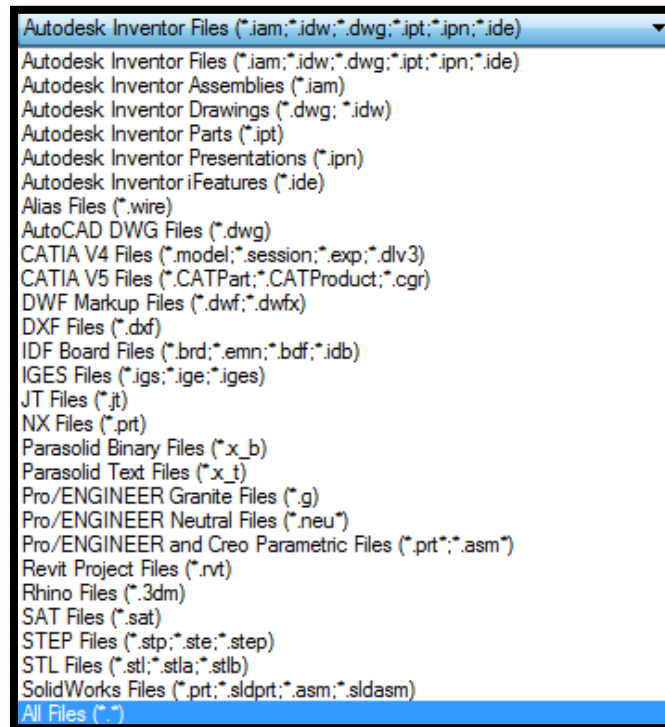 Autodesk Inventor Files (*.iam;*.idw;*.dwg;*.ipt;*.ipn;*.ide)
Autodesk Inventor Files (*.iam;*.idw;*.dwg;*.ipt;*.ipn;*.ide)
Autodesk Inventor Assemblies (*.iam)
Autodesk Inventor Drawings (*.dwg; *.idw)
Autodesk Inventor Parts (*.ipt)
Autodesk Inventor Presentations (*.ipn)
Autodesk Inventor iFeatures (*.ide)
Alias Files (*.wire)
AutoCAD DWG Files (*.dwg)
CATIA V4 Files (*.model;*.session;*.exp;*.dlv3)
CATIA V5 Files (*.CATPart;*.CATProduct;*.cgr)
DWF Markup Files (*.dwf;*.dwfx)
DXF Files (*.dxf)
IDF Board Files (*.brd;*.emn;*.bdf;*.idb)
IGES Files (*.igs;*.ige;*.iges)
JT Files (*.jt)
NX Files (*.prt)
Parasolid Binary Files (*.x_b)
Parasolid Text Files (*.x_t)
Pro/ENGINEER Granite Files (*.g)
Pro/ENGINEER Neutral Files (*.neu*)
Pro/ENGINEER and Creo Parametric Files (*.prt*;*.asm*)
Revit Project Files (*.rvt)
Rhino Files (*.3dm)
SAT Files (*.sat)
STEP Files (*.stp;*.ste;*.step)
STL Files (*.stl;*.stla;*.stlb)
SolidWorks Files (*.prt;*.sldprt;*.asm;*.sldasm)
All Files (*.*)